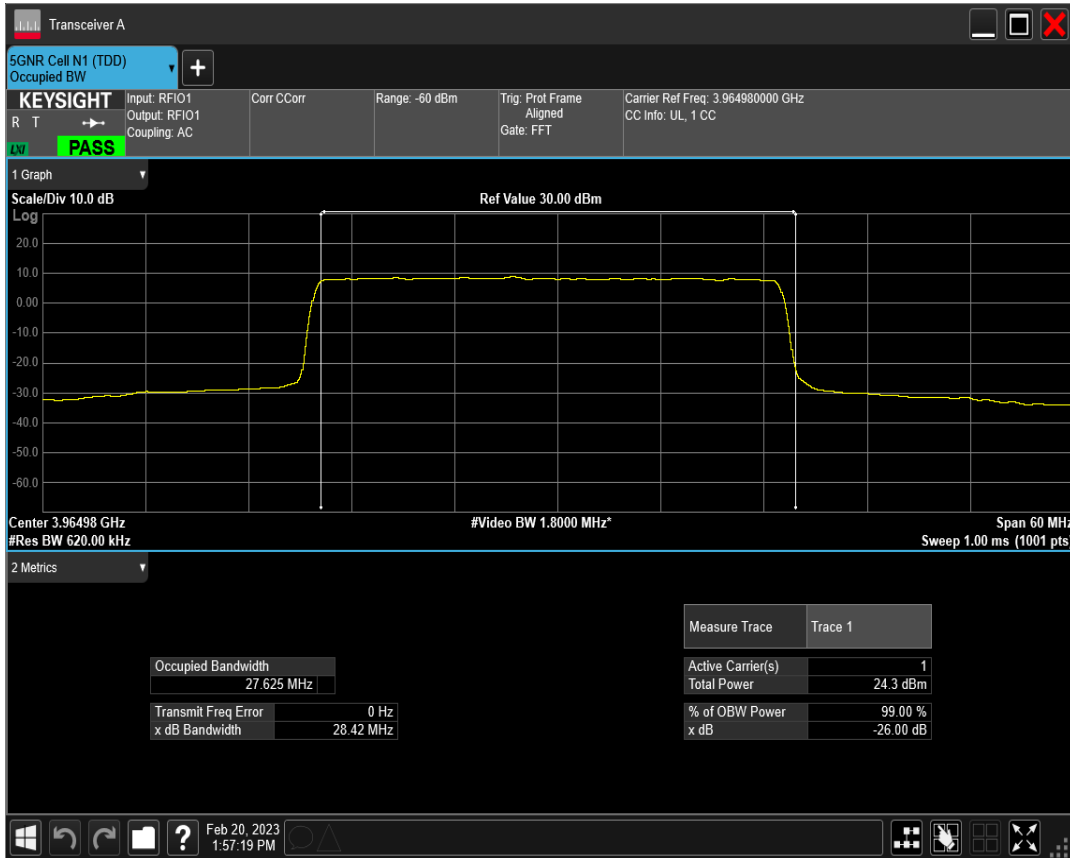 Transceiver A
5GNR Cell N1 (TDD)
Occupied BW
+
KEYSIGHT
R T
LXI
PASS
Input: RFIO1
Output: RFIO1
Coupling: AC
Corr CCorr
Range: -60 dBm
Trig: Prot Frame
Aligned
Gate: FFT
Carrier Ref Freq: 3.964980000 GHz
CC Info: UL, 1 CC
1 Graph
Scale/Div 10.0 dB
Ref Value 30.00 dBm
Log
20.0
10.0
0.00
-10.0
-20.0
-30.0
-40.0
-50.0
-60.0
Center 3.96498 GHz
#Video BW 1.8000 MHz*
Span 60 MHz
#Res BW 620.00 kHz
Sweep 1.00 ms (1001 pts)
2 Metrics
Measure Trace Trace 1
Occupied Bandwidth
27.625 MHz
Active Carrier(s) 1
Total Power 24.3 dBm
Transmit Freq Error 0 Hz
x dB Bandwidth 28.42 MHz
% of OBW Power 99.00 %
x dB -26.00 dB
?
Feb 20, 2023
1:57:19 PM